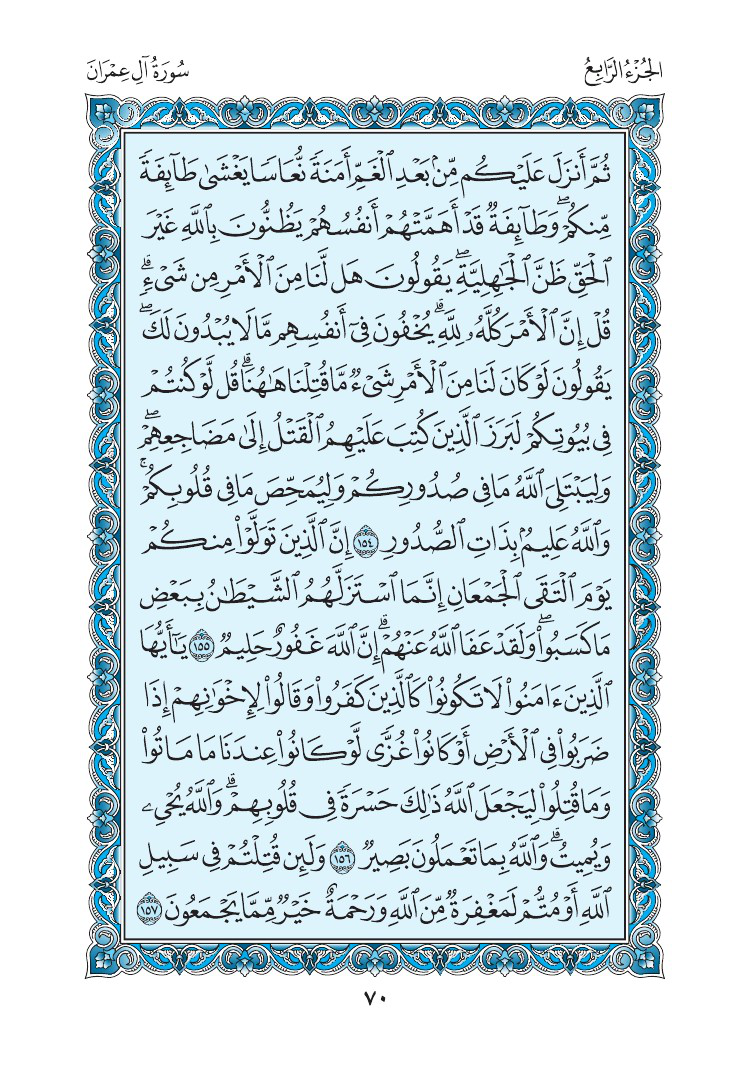 الجُزْءُ الرَّابِعُ
سُورَةُ آلِ عِمْرَانَ
ثُمَّ أَنزَلَ عَلَيْكُم مِّنۢ بَعْدِ ٱلْغَمِّ أَمَنَةً نُّعَاسًا يَغْشَىٰ طَآئِفَةً
مِّنكُمْۖ وَطَآئِفَةٌ قَدْ أَهَمَّتْهُمْ أَنفُسُهُمْ يَظُنُّونَ بِٱللَّهِ غَيْرَ
ٱلْحَقِّ ظَنَّ ٱلْجَٰهِلِيَّةِۖ يَقُولُونَ هَل لَّنَا مِنَ ٱلْأَمْرِ مِن شَىْءٍۗ
قُلْ إِنَّ ٱلْأَمْرَ كُلَّهُۥ لِلَّهِۗ يُخْفُونَ فِىٓ أَنفُسِهِم مَّا لَا يُبْدُونَ لَكَۖ
يَقُولُونَ لَوْ كَانَ لَنَا مِنَ ٱلْأَمْرِ شَىْءٌ مَّا قُتِلْنَا هَٰهُنَاۗ قُل لَّوْ كُنتُمْ
فِى بُيُوتِكُمْ لَبَرَزَ ٱلَّذِينَ كُتِبَ عَلَيْهِمُ ٱلْقَتْلُ إِلَىٰ مَضَاجِعِهِمْۖ
وَلِيَبْتَلِىَ ٱللَّهُ مَا فِى صُدُورِكُمْ وَلِيُمَحِّصَ مَا فِى قُلُوبِكُمْۚ
وَٱللَّهُ عَلِيمٌۢ بِذَاتِ ٱلصُّدُورِ ١٥٤ إِنَّ ٱلَّذِينَ تَوَلَّوْا۟ مِنكُمْ
يَوْمَ ٱلْتَقَى ٱلْجَمْعَانِ إِنَّمَا ٱسْتَزَلَّهُمُ ٱلشَّيْطَٰنُ بِبَعْضِ
مَا كَسَبُوا۟ۖ وَلَقَدْ عَفَا ٱللَّهُ عَنْهُمْۗ إِنَّ ٱللَّهَ غَفُورٌ حَلِيمٌ ١٥٥ يَٰٓأَيُّهَا
ٱلَّذِينَ ءَامَنُوا۟ لَا تَكُونُوا۟ كَٱلَّذِينَ كَفَرُوا۟ وَقَالُوا۟ لِإِخْوَٰنِهِمْ إِذَا
ضَرَبُوا۟ فِى ٱلْأَرْضِ أَوْ كَانُوا۟ غُزًّى لَّوْ كَانُوا۟ عِندَنَا مَا مَاتُوا۟
وَمَا قُتِلُوا۟ لِيَجْعَلَ ٱللَّهُ ذَٰلِكَ حَسْرَةً فِى قُلُوبِهِمْۗ وَٱللَّهُ يُحْىِۦ
وَيُمِيتُۗ وَٱللَّهُ بِمَا تَعْمَلُونَ بَصِيرٌ ١٥٦ وَلَئِن قُتِلْتُمْ فِى سَبِيلِ
ٱللَّهِ أَوْ مُتُّمْ لَمَغْفِرَةٌ مِّنَ ٱللَّهِ وَرَحْمَةٌ خَيْرٌ مِّمَّا يَجْمَعُونَ ١٥٧
٧٠